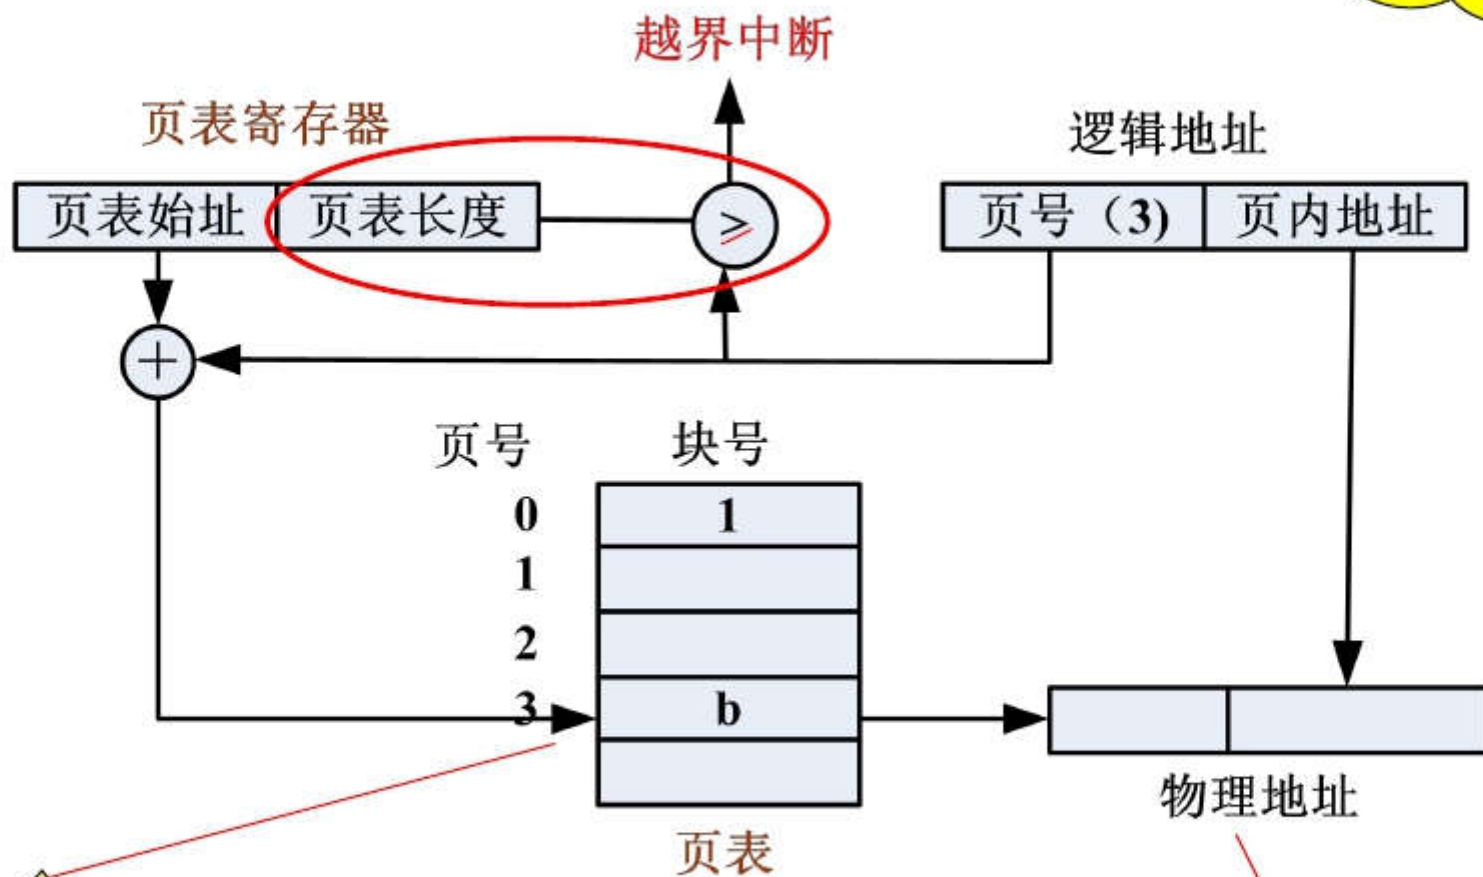 越界中断
页表寄存器
逻辑地址
页表始址 页表长度 > 页号（3) 页内地址
+
页号 块号
0 1
1
2
3 b
物理地址
页表